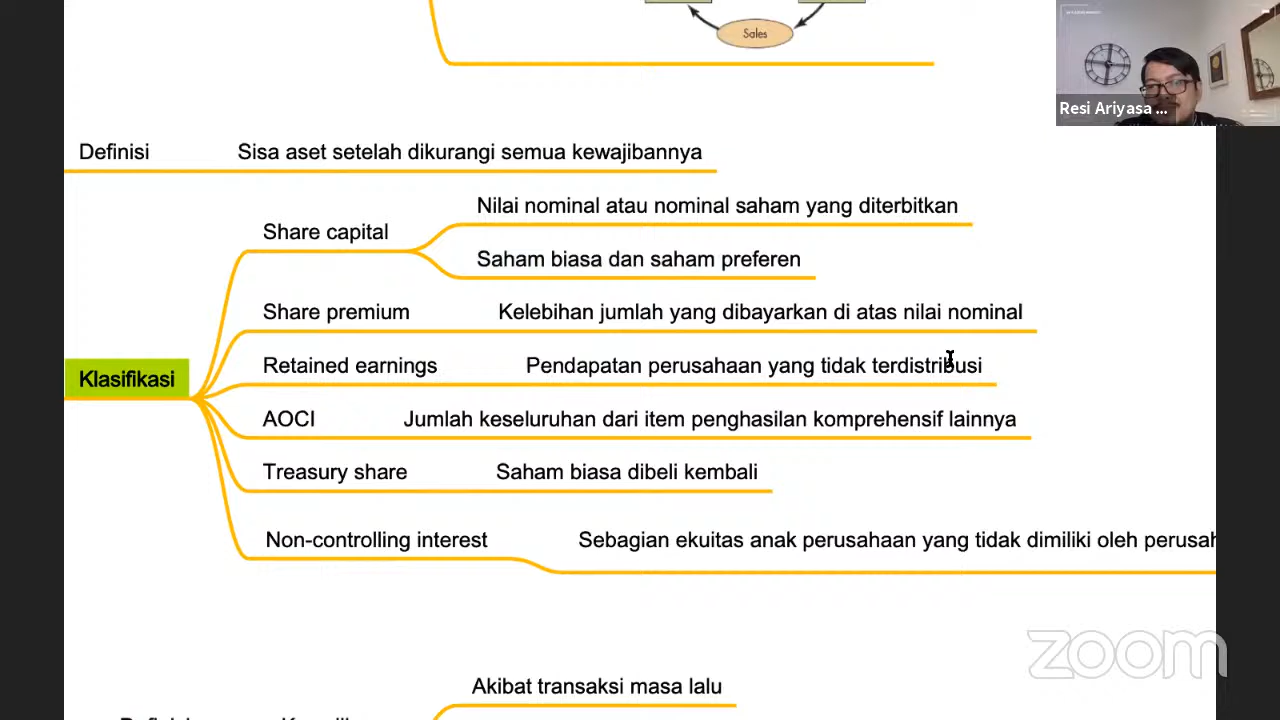 Sales
Resi Ariyasa ...
Definisi
Sisa aset setelah dikurangi semua kewajibannya
Klasifikasi
Share capital
Nilai nominal atau nominal saham yang diterbitkan
Saham biasa dan saham preferen
Share premium
Kelebihan jumlah yang dibayarkan di atas nilai nominal
Retained earnings
Pendapatan perusahaan yang tidak terdistribusi
AOCI
Jumlah keseluruhan dari item penghasilan komprehensif lainnya
Treasury share
Saham biasa dibeli kembali
Non-controlling interest
Sebagian ekuitas anak perusahaan yang tidak dimiliki oleh
zoom
Akibat transaksi masa lalu